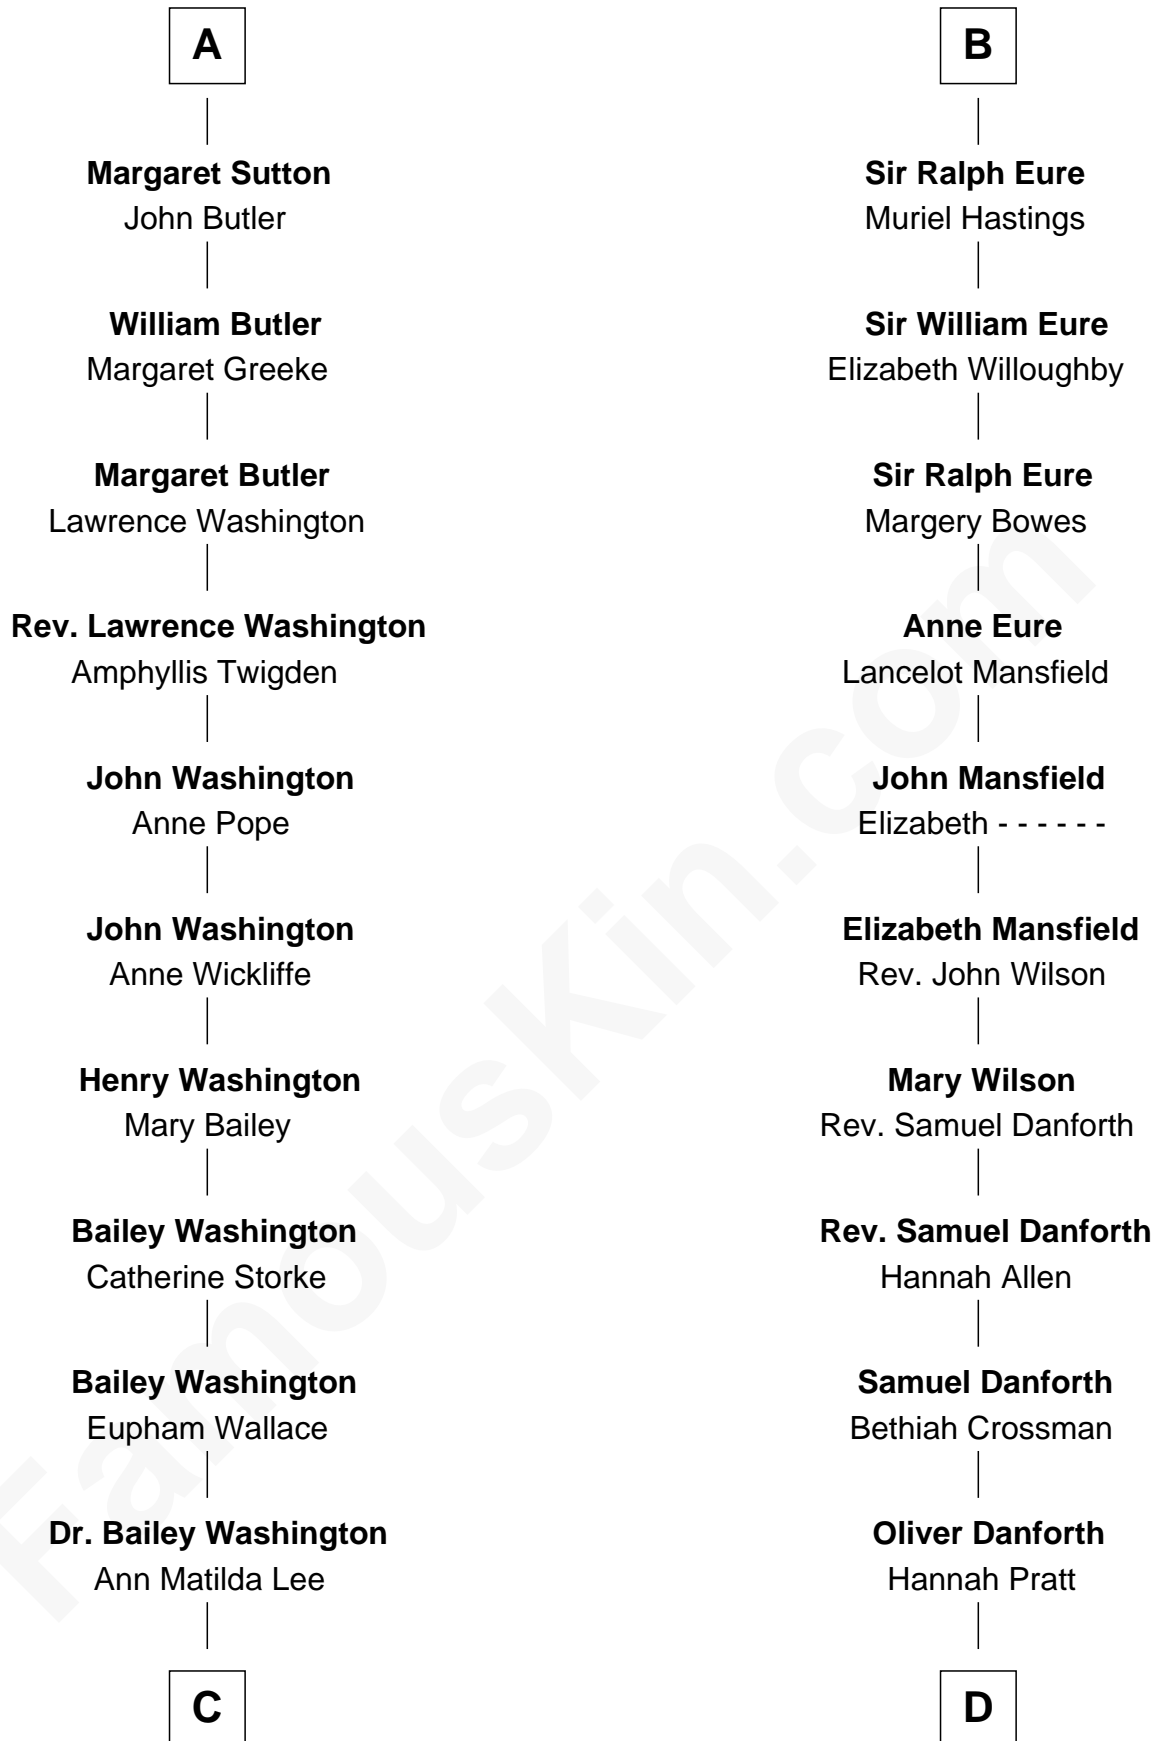 A
Margaret Sutton
John Butler
William Butler
Margaret Greeke
Margaret Butler
Lawrence Washington
Rev. Lawrence Washington
Amphyllis Twigden
John Washington
Anne Pope
John Washington
Anne Wickliffe
Henry Washington
Mary Bailey
Bailey Washington
Catherine Storke
Bailey Washington
Eupham Wallace
Dr. Bailey Washington
Ann Matilda Lee
C
B
Sir Ralph Eure
Muriel Hastings
Sir William Eure
Elizabeth Willoughby
Sir Ralph Eure
Margery Bowes
Anne Eure
Lancelot Mansfield
John Mansfield
Elizabeth - - - - - -
Elizabeth Mansfield
Rev. John Wilson
Mary Wilson
Rev. Samuel Danforth
Rev. Samuel Danforth
Hannah Allen
Samuel Danforth
Bethiah Crossman
Oliver Danforth
Hannah Pratt
D
FamousKin.com